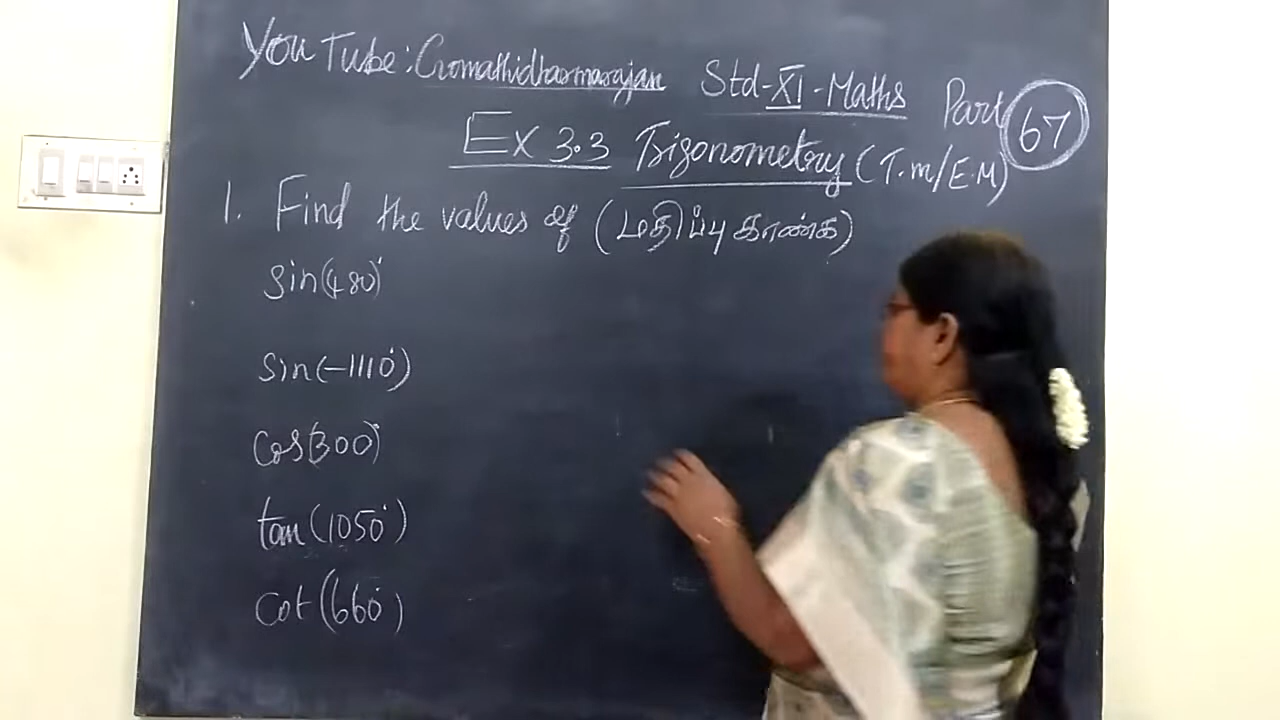 YouTube: Gomathidharmarajan Std-XI-Maths Part 67
Ex 3.3 Trigonometry (T.M/E.M)
1. Find the values of (மதிப்பு காண்க)
Sin(480°)
Sin(-1110°)
Cos(300°)
tan(1050°)
Cot(660°)